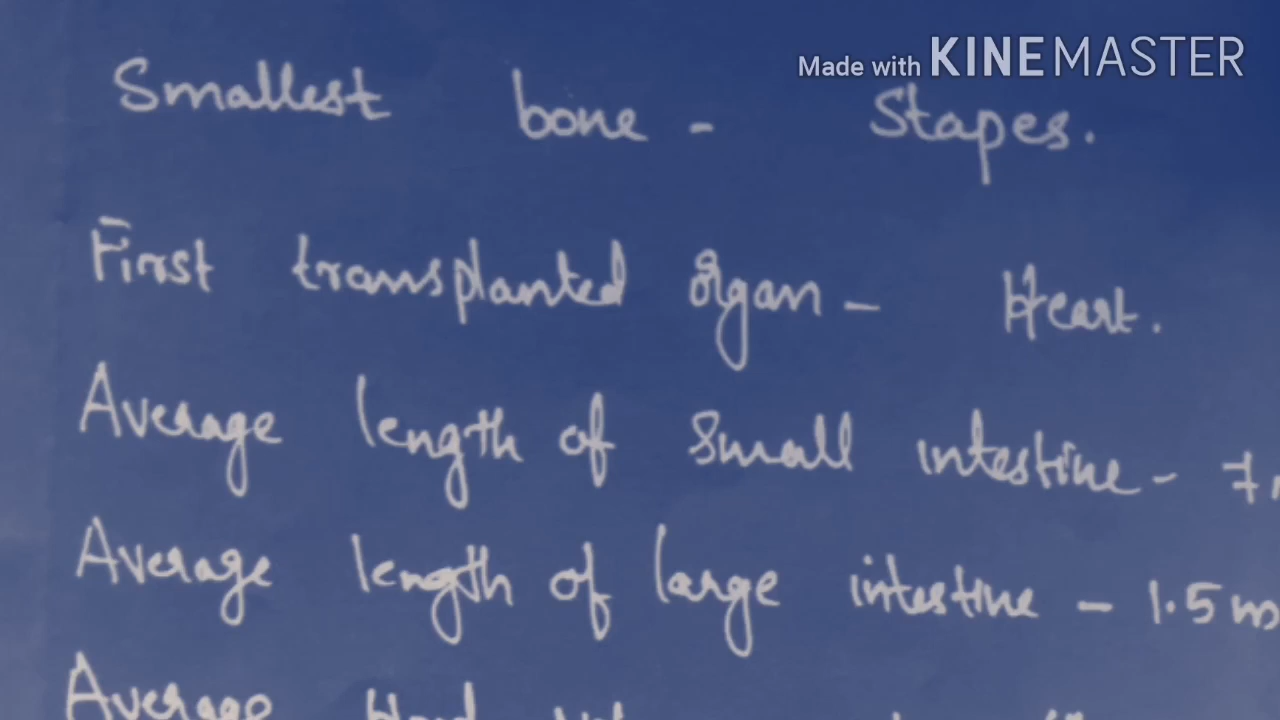 Made with KINEMASTER
Smallest bone - Stapes.
First transplanted organ - Heart.
Average length of small intestine - 7
Average length of large intestine - 1.5 m
Average